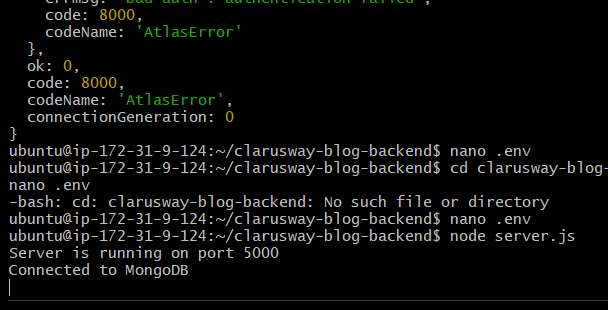 errmsg: 'bad auth : authentication failed',
code: 8000,
codeName: 'AtlasError'
},
ok: 0,
code: 8000,
codeName: 'AtlasError',
connectionGeneration: 0
}
ubuntu@ip-172-31-9-124:~/clarusway-blog-backend$ nano .env
ubuntu@ip-172-31-9-124:~/clarusway-blog-backend$ cd clarusway-blog-
nano .env
-bash: cd: clarusway-blog-backend: No such file or directory
ubuntu@ip-172-31-9-124:~/clarusway-blog-backend$ nano .env
ubuntu@ip-172-31-9-124:~/clarusway-blog-backend$ node server.js
Server is running on port 5000
Connected to MongoDB